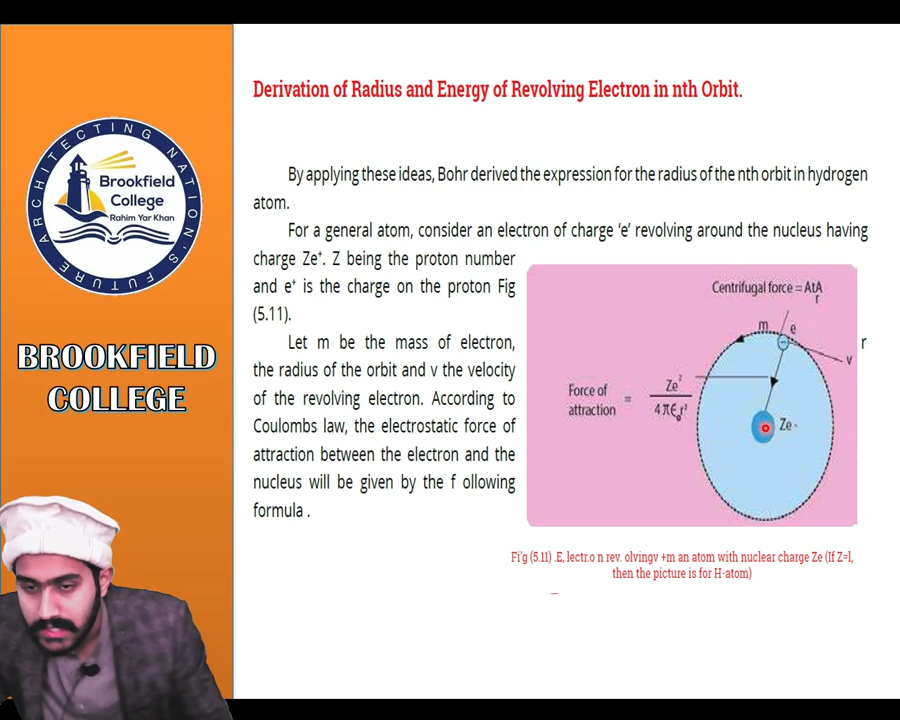 ARCHITECTING NATION'S FUTURE
Brookfield
College
Rahim Yar Khan
BROOKFIELD
COLLEGE
Derivation of Radius and Energy of Revolving Electron in nth Orbit.
By applying these ideas, Bohr derived the expression for the radius of the nth orbit in hydrogen
atom.
For a general atom, consider an electron of charge ‘e’ revolving around the nucleus having
charge Ze⁺. Z being the proton number
and e⁺ is the charge on the proton Fig
(5.11).
Let m be the mass of electron, r
the radius of the orbit and v the velocity
of the revolving electron. According to
Coulombs law, the electrostatic force of
attraction between the electron and the
nucleus will be given by the f ollowing
formula .
Centrifugal force = AtA
r
m
e
v
Force of
attraction
=
Ze²
4πϵ₀r²
Ze
Fi'g (5.11) .E, lectr.o n rev. olvingv +m an atom with nuclear charge Ze (If Z=l,
then the picture is for H-atom)